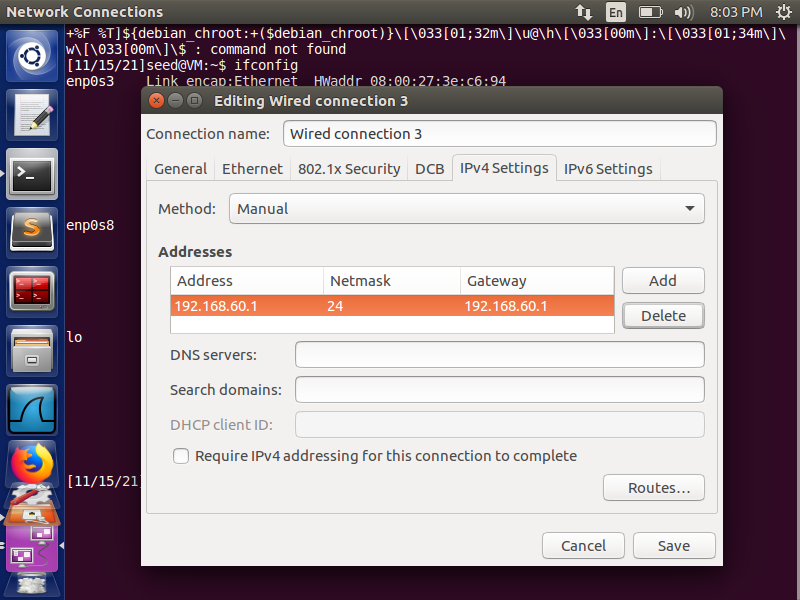 Network Connections
En
8:03 PM
+%F %T]${debian_chroot:+($debian_chroot)}\[\033[01;32m\]\u@\h\[\033[00m\]:\[\033[01;34m\]\
w\[\033[00m\]\$ : command not found
[11/15/21]seed@VM:~$ ifconfig
enp0s3 Link encap:Ethernet HWaddr 08:00:27:3e:c6:94
Editing Wired connection 3
Connection name: Wired connection 3
General Ethernet 802.1x Security DCB IPv4 Settings IPv6 Settings
Method: Manual
enp0s8
Addresses
Address Netmask Gateway Add
192.168.60.1 24 192.168.60.1
Delete
lo
DNS servers:
Search domains:
DHCP client ID:
Require IPv4 addressing for this connection to complete
[11/15/21]
Routes…
Cancel Save